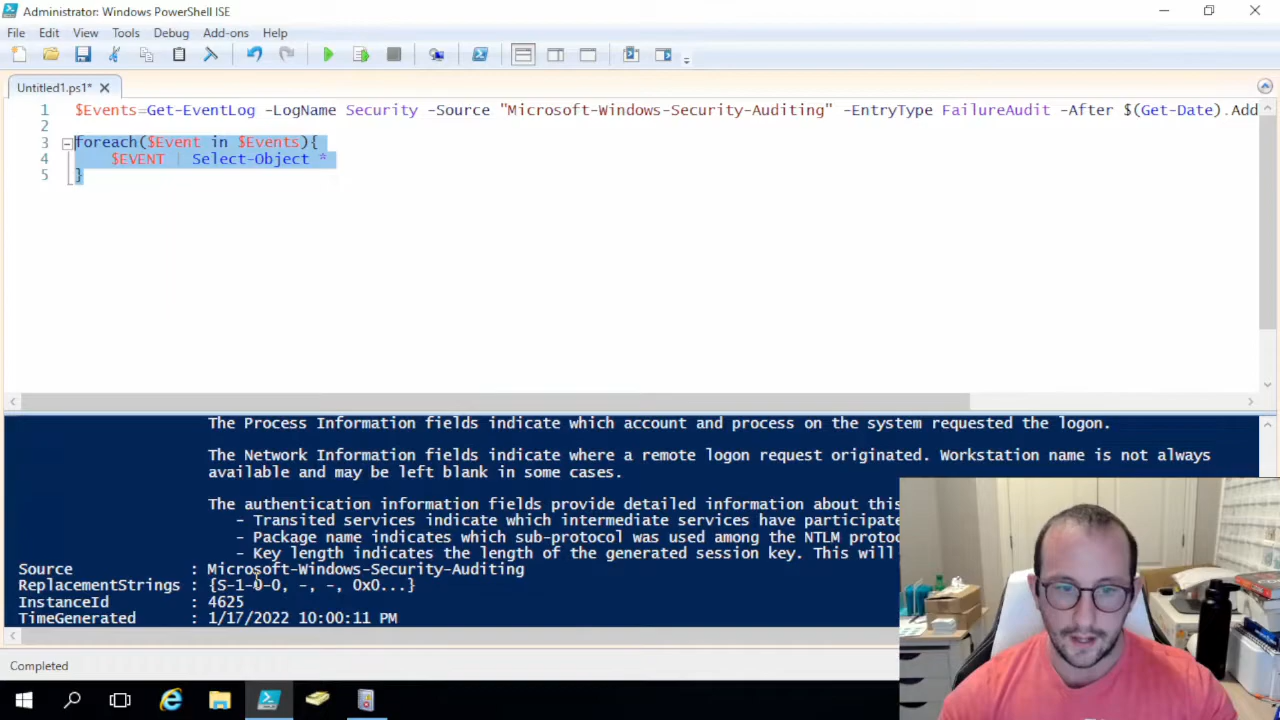 Administrator: Windows PowerShell ISE
File Edit View Tools Debug Add-ons Help
Untitled1.ps1*
1 $Events=Get-EventLog -LogName Security -Source "Microsoft-Windows-Security-Auditing" -EntryType FailureAudit -After $(Get-Date).Add
2
3 foreach($Event in $Events){
4 $EVENT | Select-Object *
5 }
The Process Information fields indicate which account and process on the system requested the logon.
The Network Information fields indicate where a remote logon request originated. Workstation name is not always
available and may be left blank in some cases.
The authentication information fields provide detailed information about this
- Transited services indicate which intermediate services have participate
- Package name indicates which sub-protocol was used among the NTLM protoc
- Key length indicates the length of the generated session key. This will
Source : Microsoft-Windows-Security-Auditing
ReplacementStrings : {S-1-0-0, -, -, 0x0...}
InstanceId : 4625
TimeGenerated : 1/17/2022 10:00:11 PM
Completed